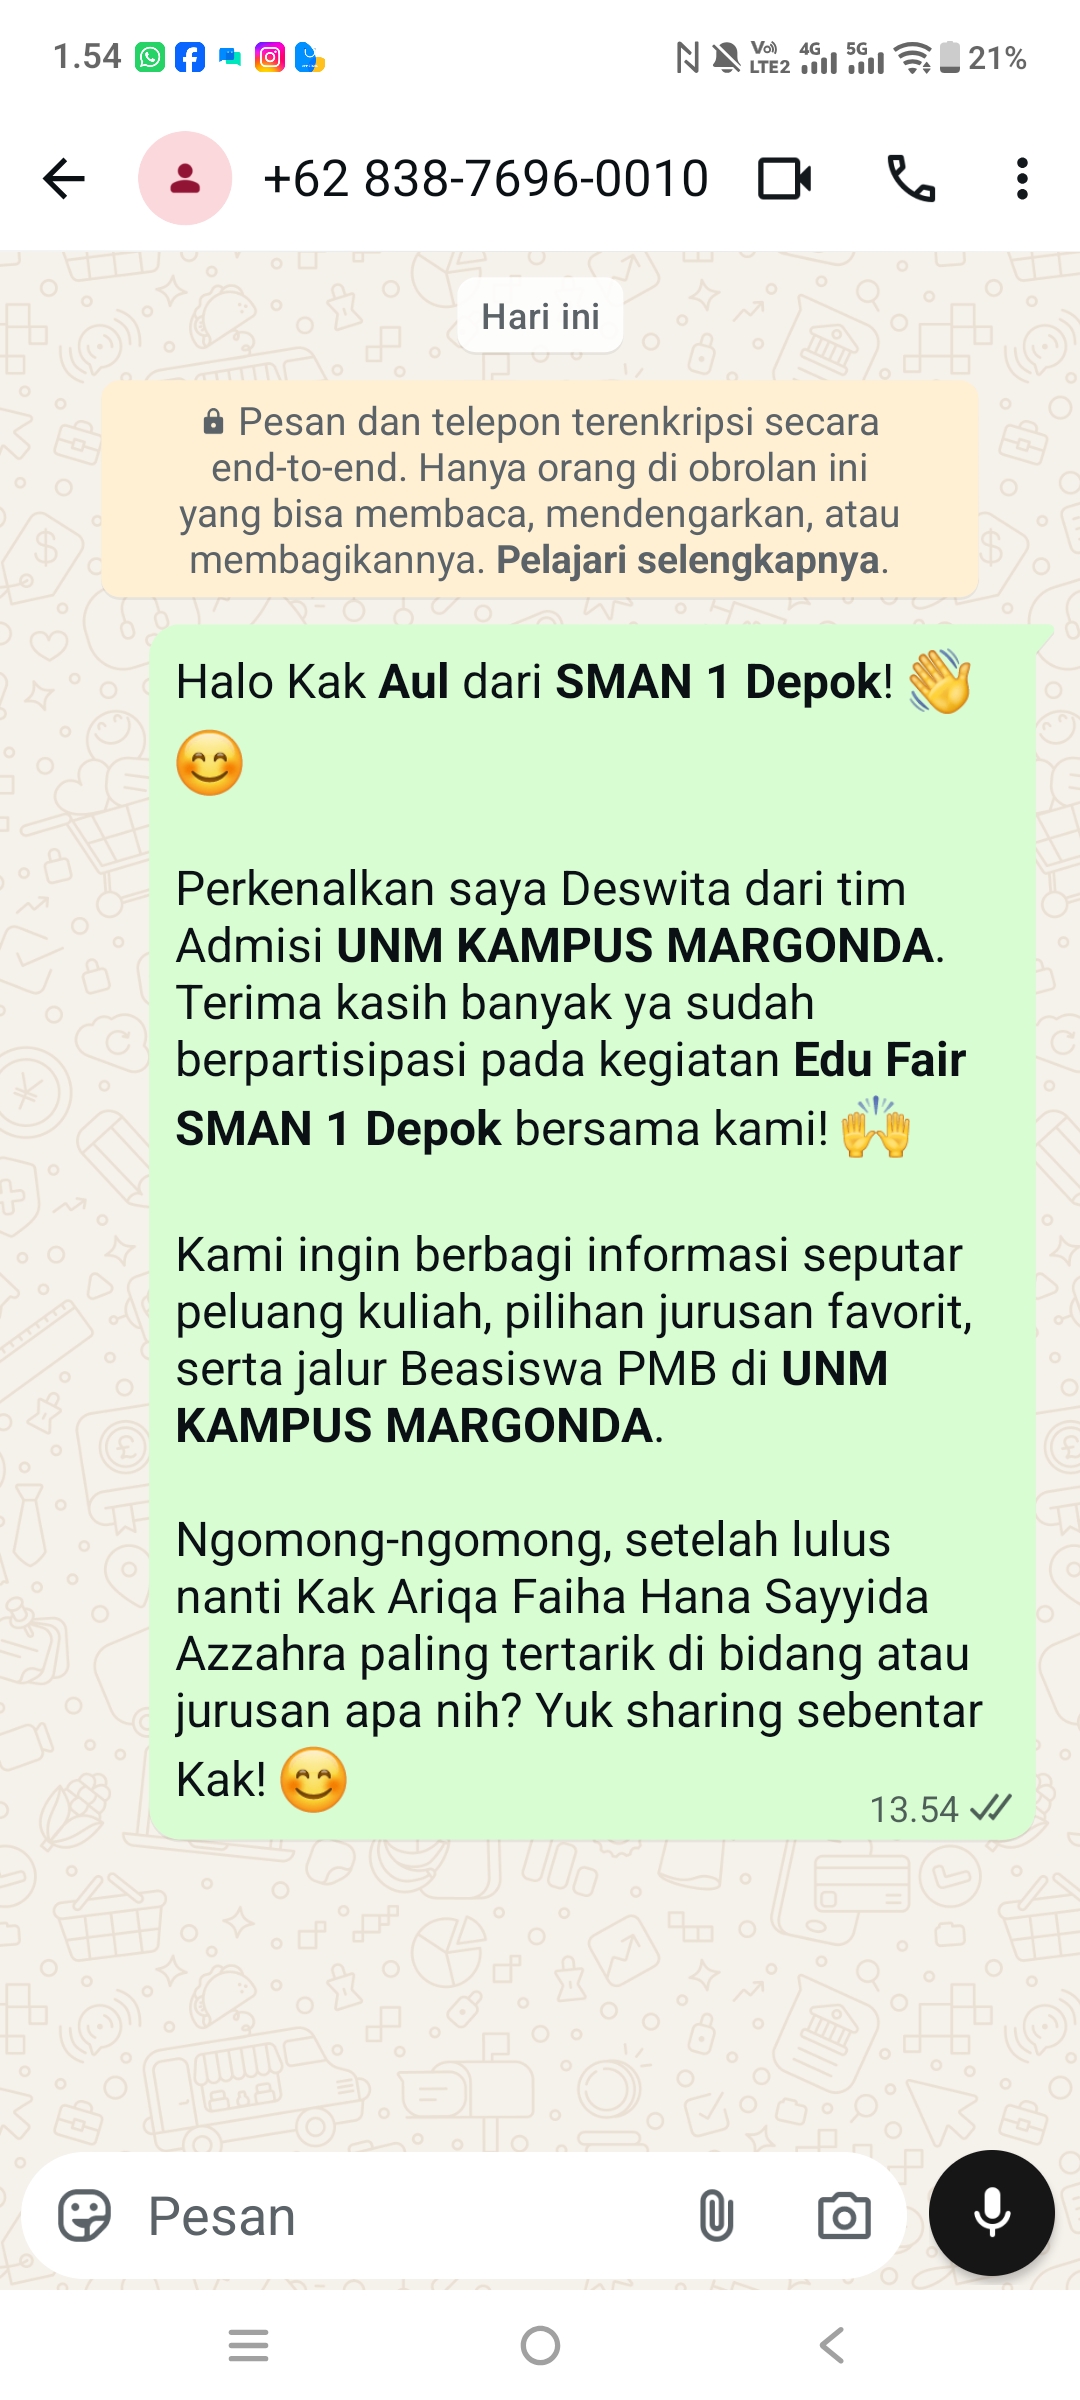 1.54 Vo) LTE2 4G 5G 21%
+62 838-7696-0010
Hari ini
Pesan dan telepon terenkripsi secara
end-to-end. Hanya orang di obrolan ini
yang bisa membaca, mendengarkan, atau
membagikannya. Pelajari selengkapnya.
Halo Kak Aul dari SMAN 1 Depok! 👋
😊
Perkenalkan saya Deswita dari tim
Admisi UNM KAMPUS MARGONDA.
Terima kasih banyak ya sudah
berpartisipasi pada kegiatan Edu Fair
SMAN 1 Depok bersama kami! 🙌
Kami ingin berbagi informasi seputar
peluang kuliah, pilihan jurusan favorit,
serta jalur Beasiswa PMB di UNM
KAMPUS MARGONDA.
Ngomong-ngomong, setelah lulus
nanti Kak Ariqa Faiha Hana Sayyida
Azzahra paling tertarik di bidang atau
jurusan apa nih? Yuk sharing sebentar
Kak! 😊
13.54
Pesan